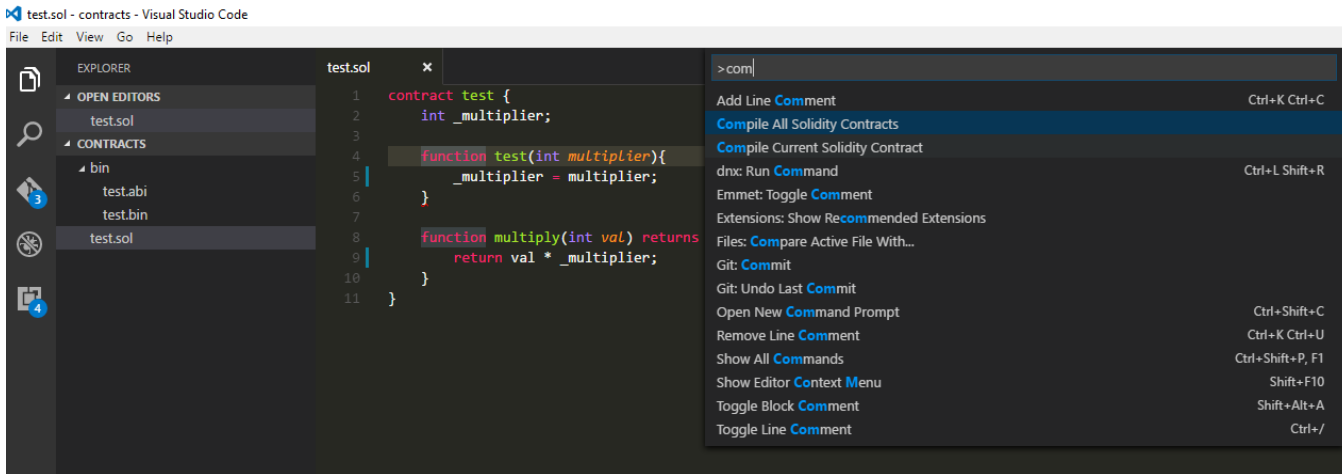 test.sol - contracts - Visual Studio Code
File Edit View Go Help
EXPLORER
OPEN EDITORS
test.sol
CONTRACTS
bin
test.abi
test.bin
test.sol
3
4
test.sol ×
1 contract test {
2 int _multiplier;
3
4 function test(int multiplier){
5 _multiplier = multiplier;
6 }
7
8 function multiply(int val) returns
9 return val * _multiplier;
10 }
11 }
>com
Add Line Comment Ctrl+K Ctrl+C
Compile All Solidity Contracts
Compile Current Solidity Contract
dnx: Run Command Ctrl+L Shift+R
Emmet: Toggle Comment
Extensions: Show Recommended Extensions
Files: Compare Active File With...
Git: Commit
Git: Undo Last Commit
Open New Command Prompt Ctrl+Shift+C
Remove Line Comment Ctrl+K Ctrl+U
Show All Commands Ctrl+Shift+P, F1
Show Editor Context Menu Shift+F10
Toggle Block Comment Shift+Alt+A
Toggle Line Comment Ctrl+/